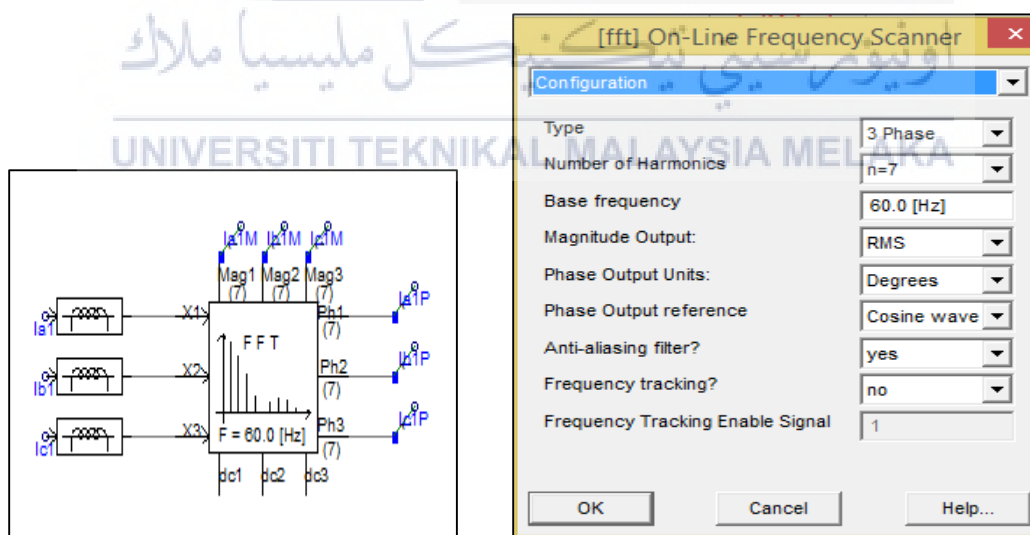 اونيورسيتي تيكنيكل مليسيا ملاك
UNIVERSITI TEKNIKAL MALAYSIA MELAKA
Ia1M Ib1M Ic1M
Mag1 Mag2 Mag3
(7) (7) (7)
Ia1
X1
Ph1
(7)
Ia1P
FFT
Ib1
X2
Ph2
(7)
Ib1P
Ic1
X3
Ph3
(7)
Ic1P
F = 60.0 [Hz]
dc1 dc2 dc3
[fft] On-Line Frequency Scanner
Configuration
Type 3 Phase
Number of Harmonics n=7
Base frequency 60.0 [Hz]
Magnitude Output: RMS
Phase Output Units: Degrees
Phase Output reference Cosine wave
Anti-aliasing filter? yes
Frequency tracking? no
Frequency Tracking Enable Signal 1
OK Cancel Help...